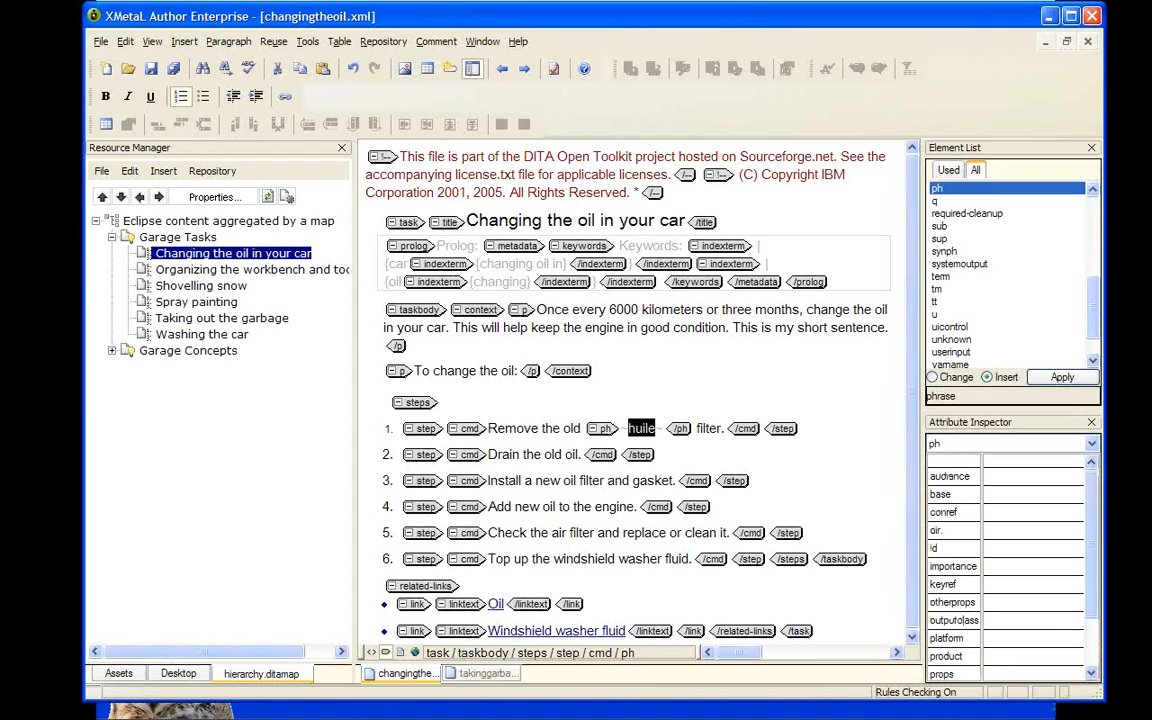 XMetaL Author Enterprise - [changingtheoil.xml]
File Edit View Insert Paragraph Reuse Tools Table Repository Comment Window Help
B I U
Resource Manager
File Edit Insert Repository
Properties...
Eclipse content aggregated by a map
Garage Tasks
Changing the oil in your car
Organizing the workbench and too
Shovelling snow
Spray painting
Taking out the garbage
Washing the car
Garage Concepts
Assets Desktop hierarchy.ditamap
!-- This file is part of the DITA Open Toolkit project hosted on Sourceforge.net. See the
accompanying license.txt file for applicable licenses. /-- !-- (C) Copyright IBM
Corporation 2001, 2005. All Rights Reserved. * /--
task title Changing the oil in your car /title
prolog Prolog: metadata keywords Keywords: indexterm |
{car indexterm {changing oil in} /indexterm /indexterm indexterm |
{oil indexterm {changing} /indexterm /indexterm /keywords /metadata /prolog
taskbody context p Once every 6000 kilometers or three months, change the oil
in your car. This will help keep the engine in good condition. This is my short sentence.
/p
p To change the oil: /p /context
steps
1. step cmd Remove the old ph huile /ph filter. /cmd /step
2. step cmd Drain the old oil. /cmd /step
3. step cmd Install a new oil filter and gasket. /cmd /step
4. step cmd Add new oil to the engine. /cmd /step
5. step cmd Check the air filter and replace or clean it. /cmd /step
6. step cmd Top up the windshield washer fluid. /cmd /step /steps /taskbody
related-links
link linktext Oil /linktext /link
link linktext Windshield washer fluid /linktext /link /related-links /task
task / taskbody / steps / step / cmd / ph
changingthe... takinggarba...
Element List
Used All
ph
q
required-cleanup
sub
sup
synph
systemoutput
term
tm
tt
u
uicontrol
unknown
userinput
varname
Change Insert Apply
phrase
Attribute Inspector
ph
audience
base
conref
dir
id
importance
keyref
otherprops
outputclass
platform
product
props
Rules Checking On